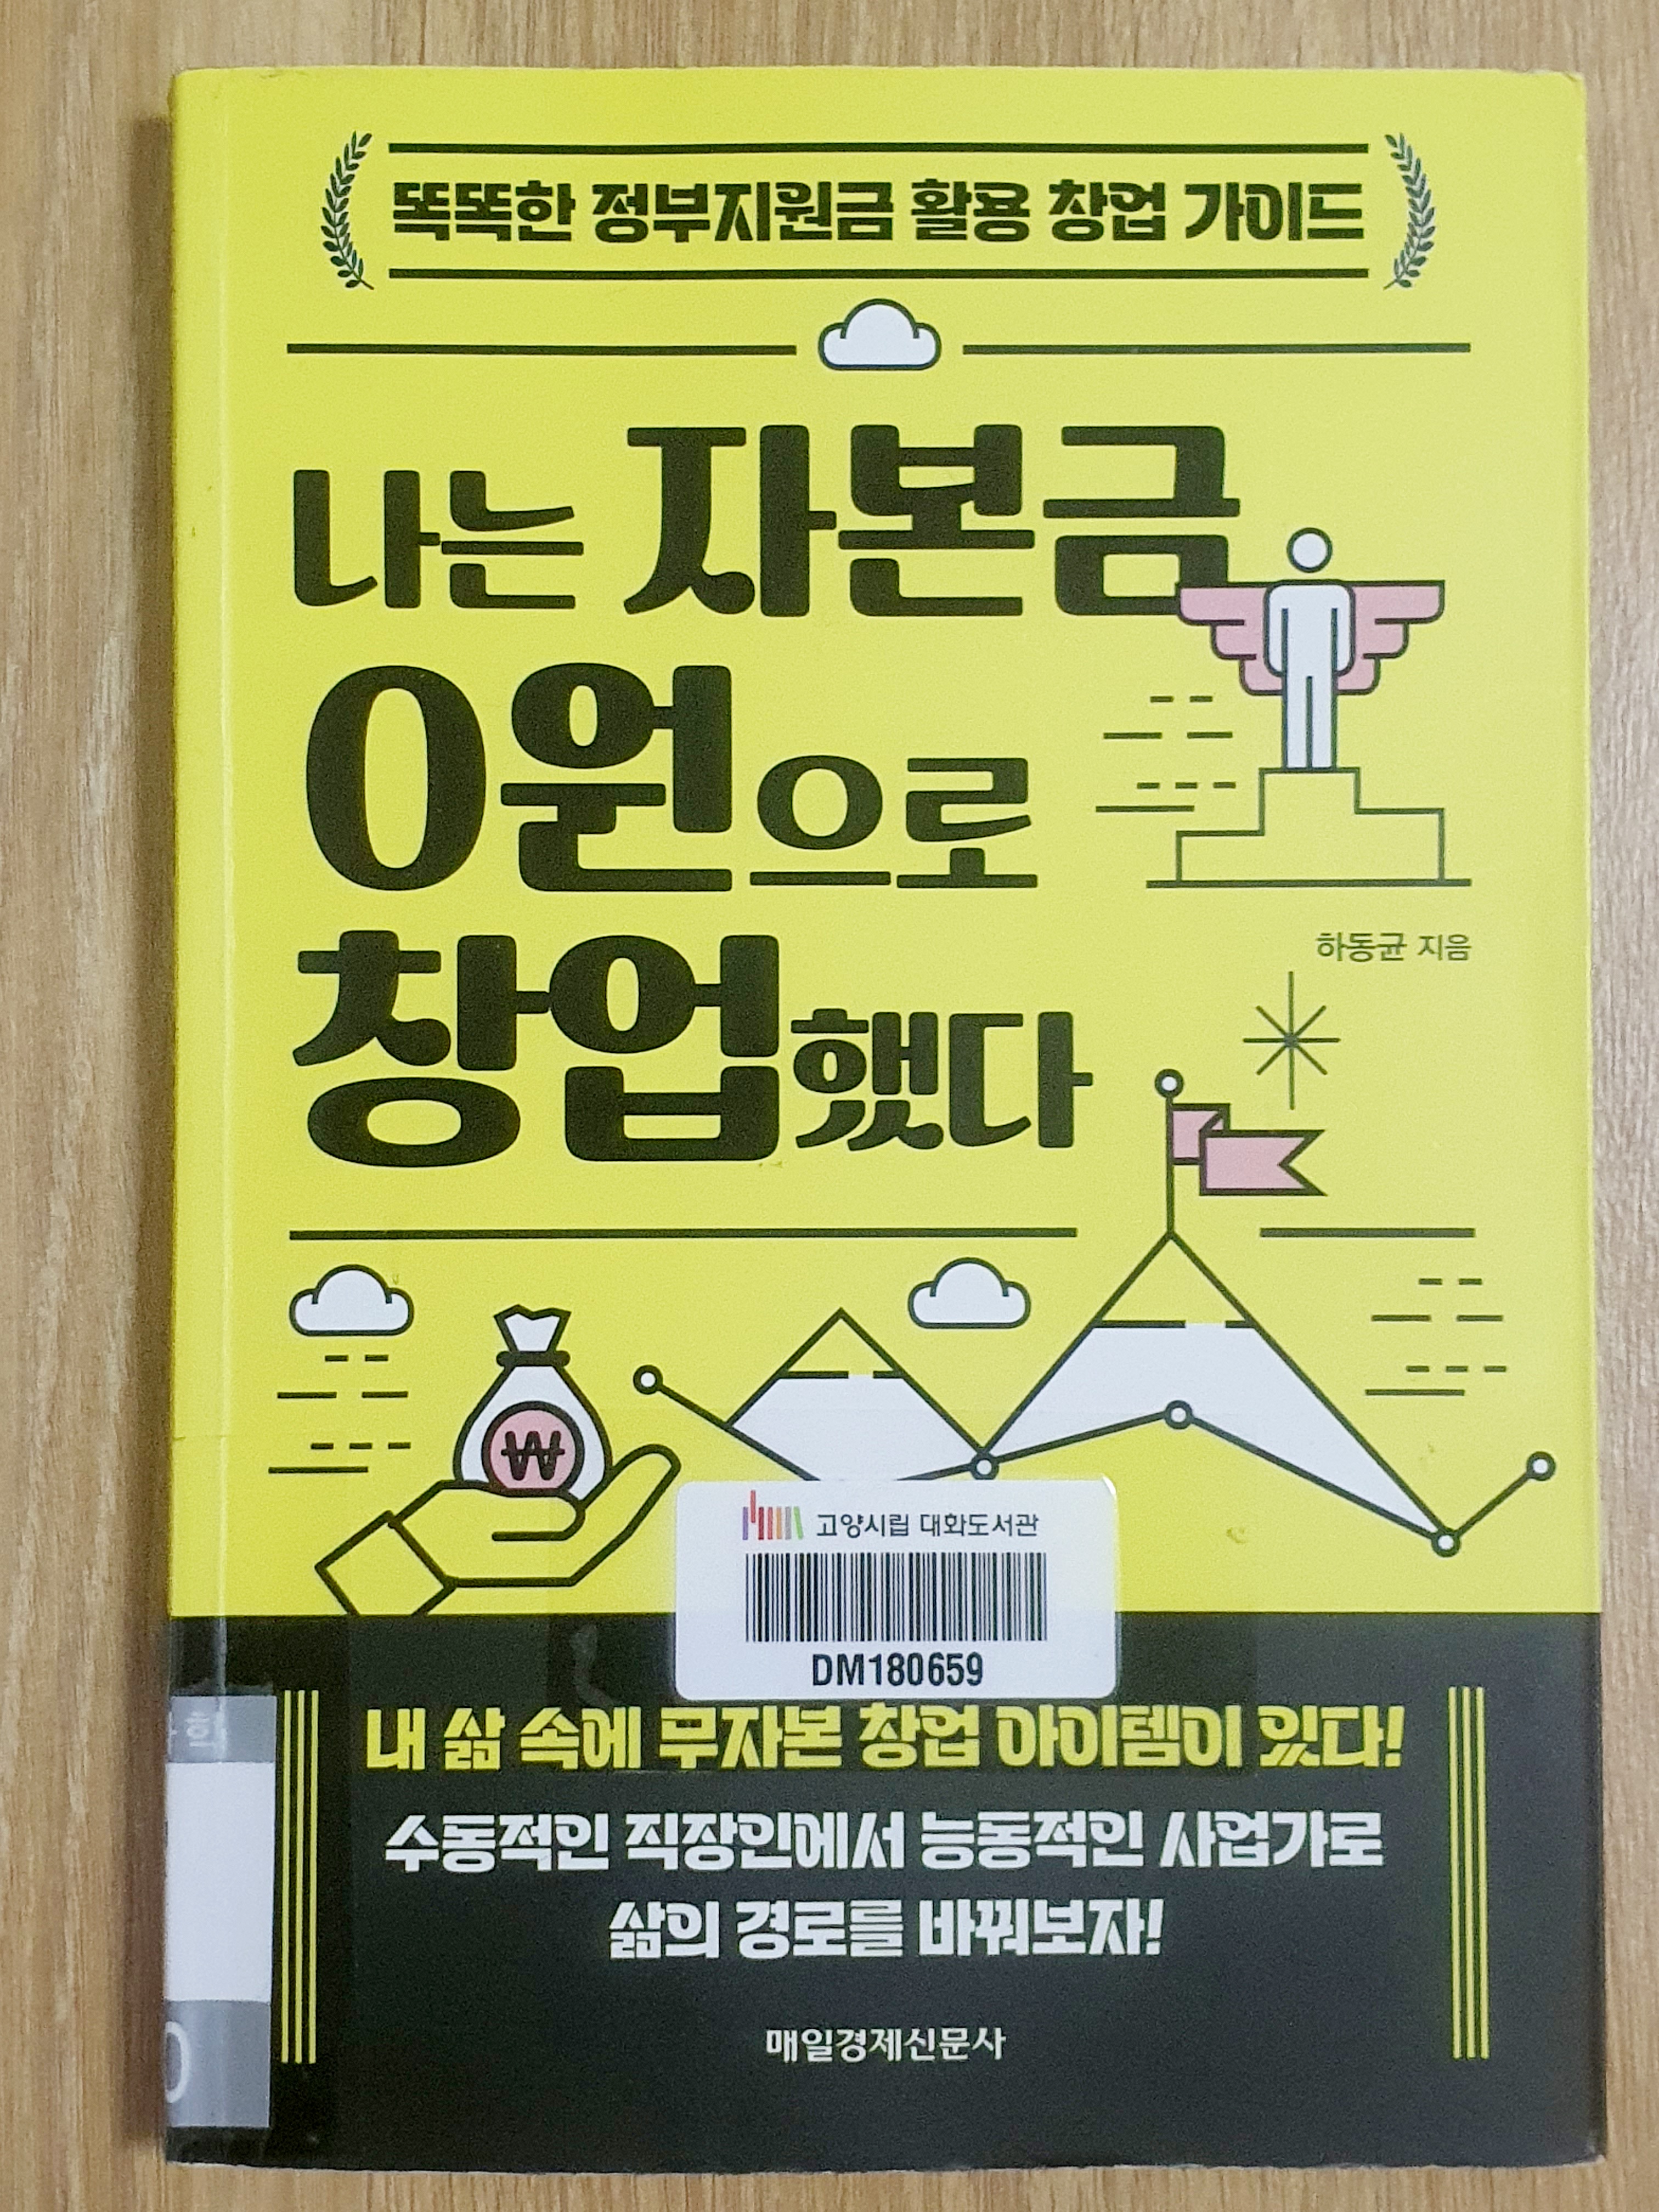 똑똑한 정부지원금 활용 창업 가이드
나는 자본금
0원으로
창업했다
하동균 지음
₩
고양시립 대화도서관
DM180659
내 삶 속에 무자본 창업 아이템이 있다!
수동적인 직장인에서 능동적인 사업가로
삶의 경로를 바꿔보자!
매일경제신문사